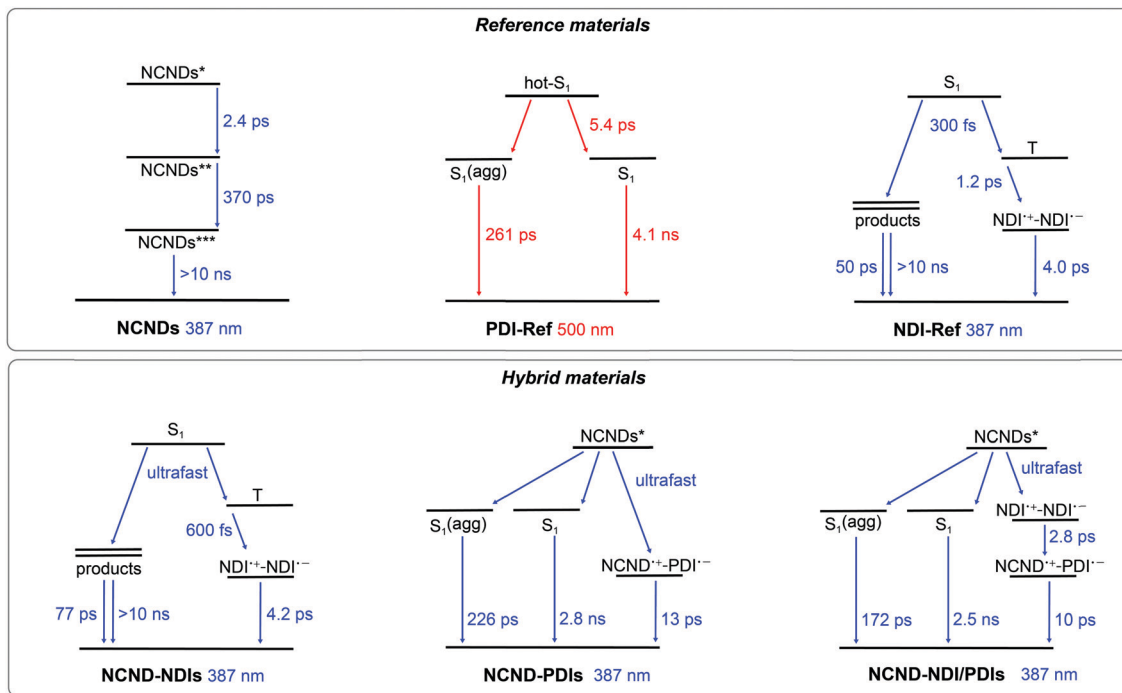 Reference materials
NCNDs*
2.4 ps
NCNDs**
370 ps
NCNDs***
>10 ns
NCNDs 387 nm
hot-S₁
5.4 ps
S₁(agg)
S₁
261 ps
4.1 ns
PDI-Ref 500 nm
S₁
300 fs
T
1.2 ps
products
NDI·⁺-NDI·⁻
50 ps
>10 ns
4.0 ps
NDI-Ref 387 nm
Hybrid materials
S₁
ultrafast
T
600 fs
products
NDI·⁺-NDI·⁻
77 ps
>10 ns
4.2 ps
NCND-NDIs 387 nm
NCNDs*
ultrafast
S₁(agg)
S₁
NCND·⁺-PDI·⁻
226 ps
2.8 ns
13 ps
NCND-PDIs 387 nm
NCNDs*
ultrafast
NDI·⁺-NDI·⁻
S₁(agg)
S₁
2.8 ps
NCND·⁺-PDI·⁻
172 ps
2.5 ns
10 ps
NCND-NDI/PDIs 387 nm